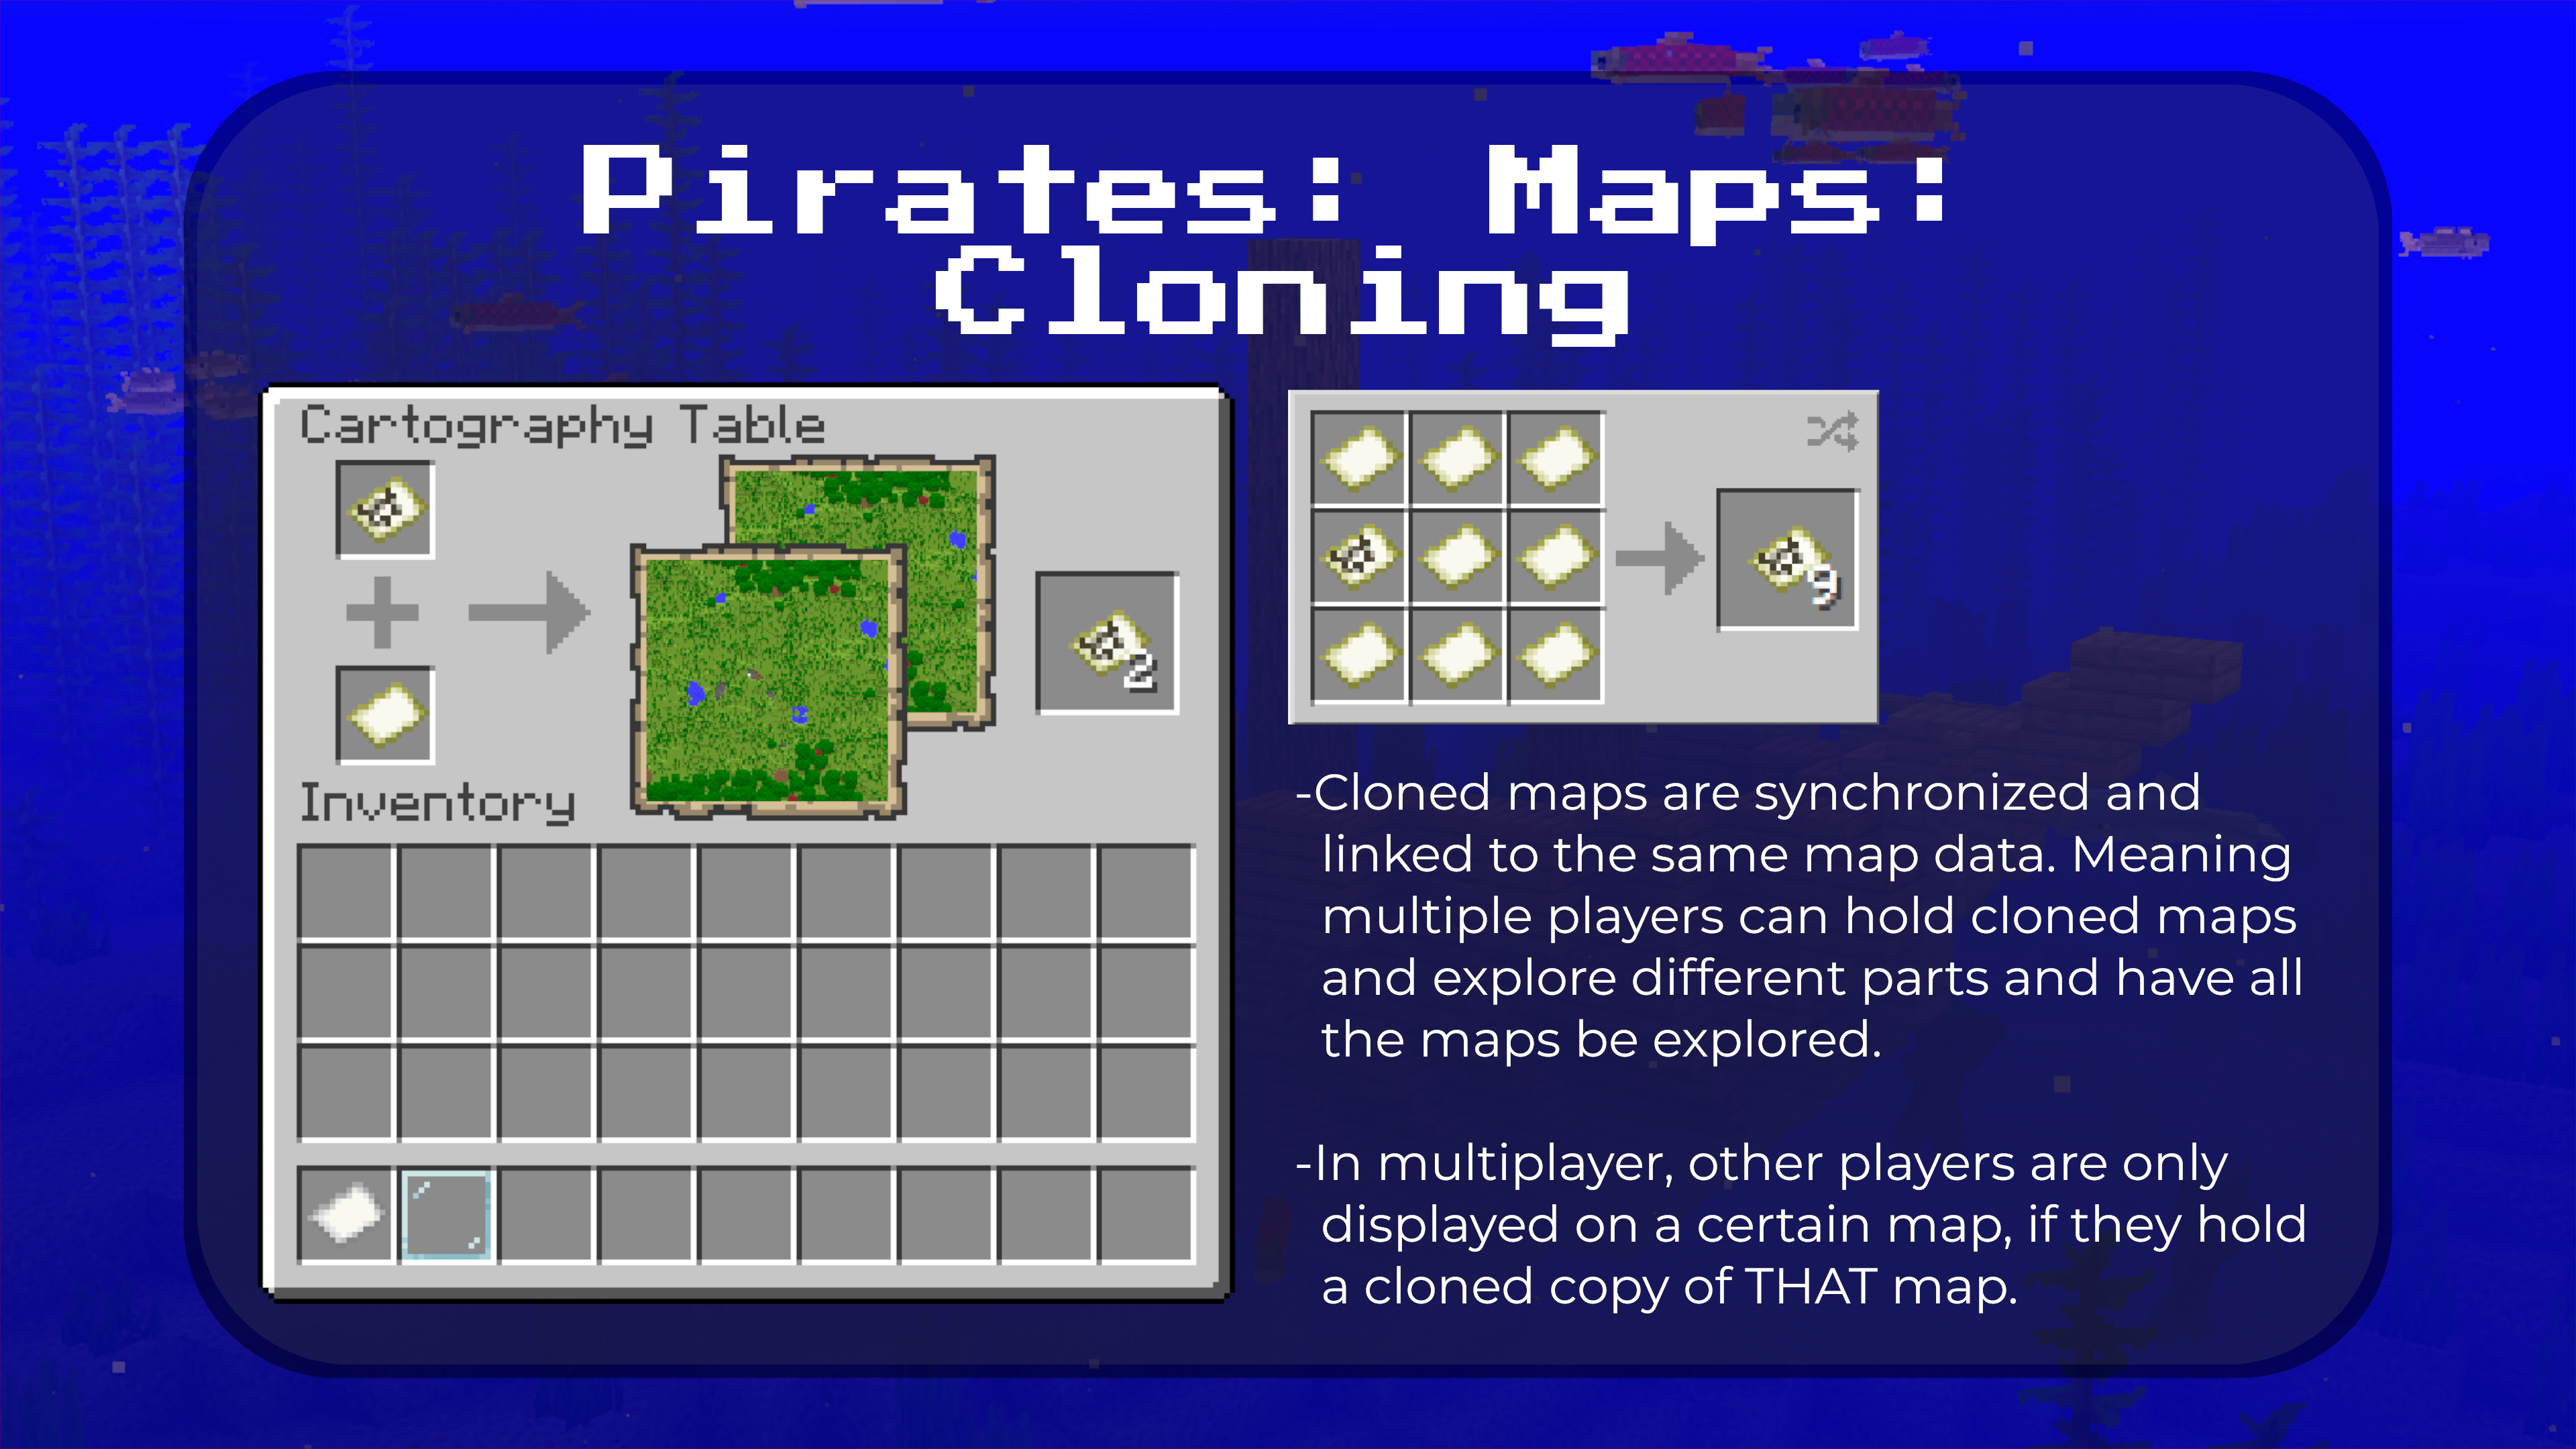 Pirates: Maps:
Cloning
Cartography Table
2
Inventory
9
-Cloned maps are synchronized and
linked to the same map data. Meaning
multiple players can hold cloned maps
and explore different parts and have all
the maps be explored.
-In multiplayer, other players are only
displayed on a certain map, if they hold
a cloned copy of THAT map.